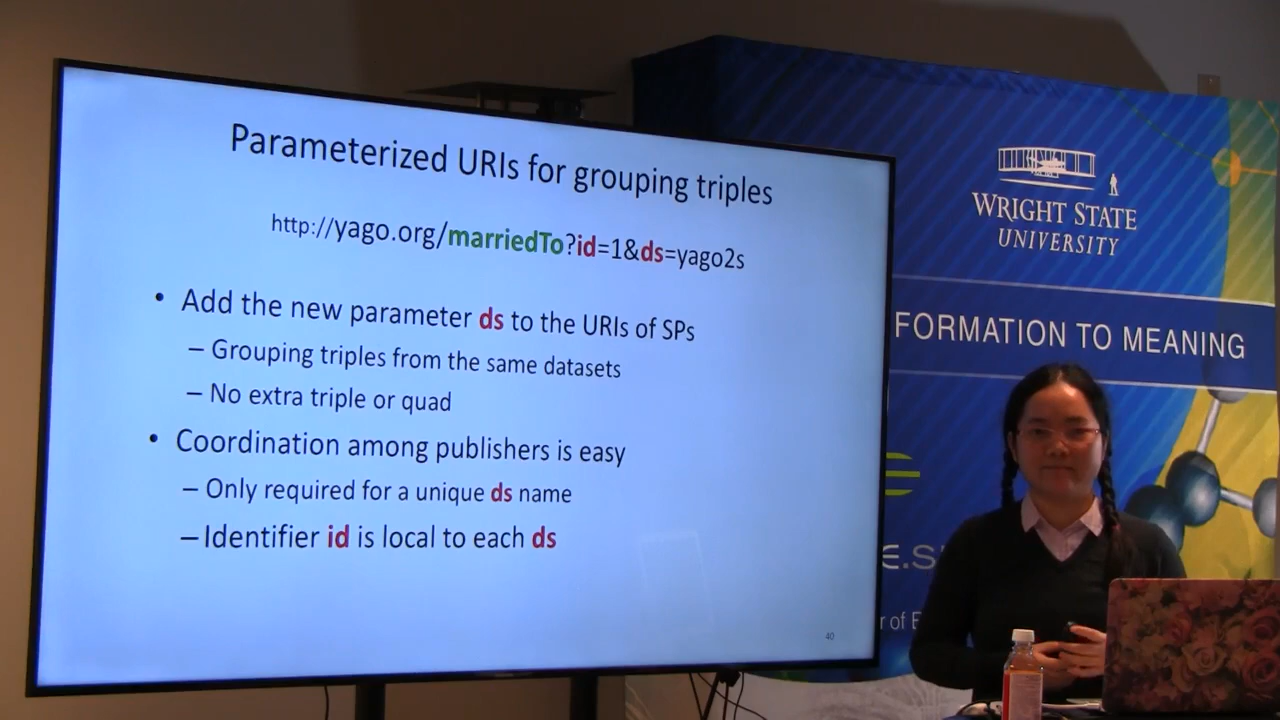 Parameterized URIs for grouping triples
http://yago.org/marriedTo?id=1&ds=yago2s
• Add the new parameter ds to the URIs of SPs
– Grouping triples from the same datasets
– No extra triple or quad
• Coordination among publishers is easy
– Only required for a unique ds name
– Identifier id is local to each ds
40
WRIGHT STATE
UNIVERSITY
FORMATION TO MEANING